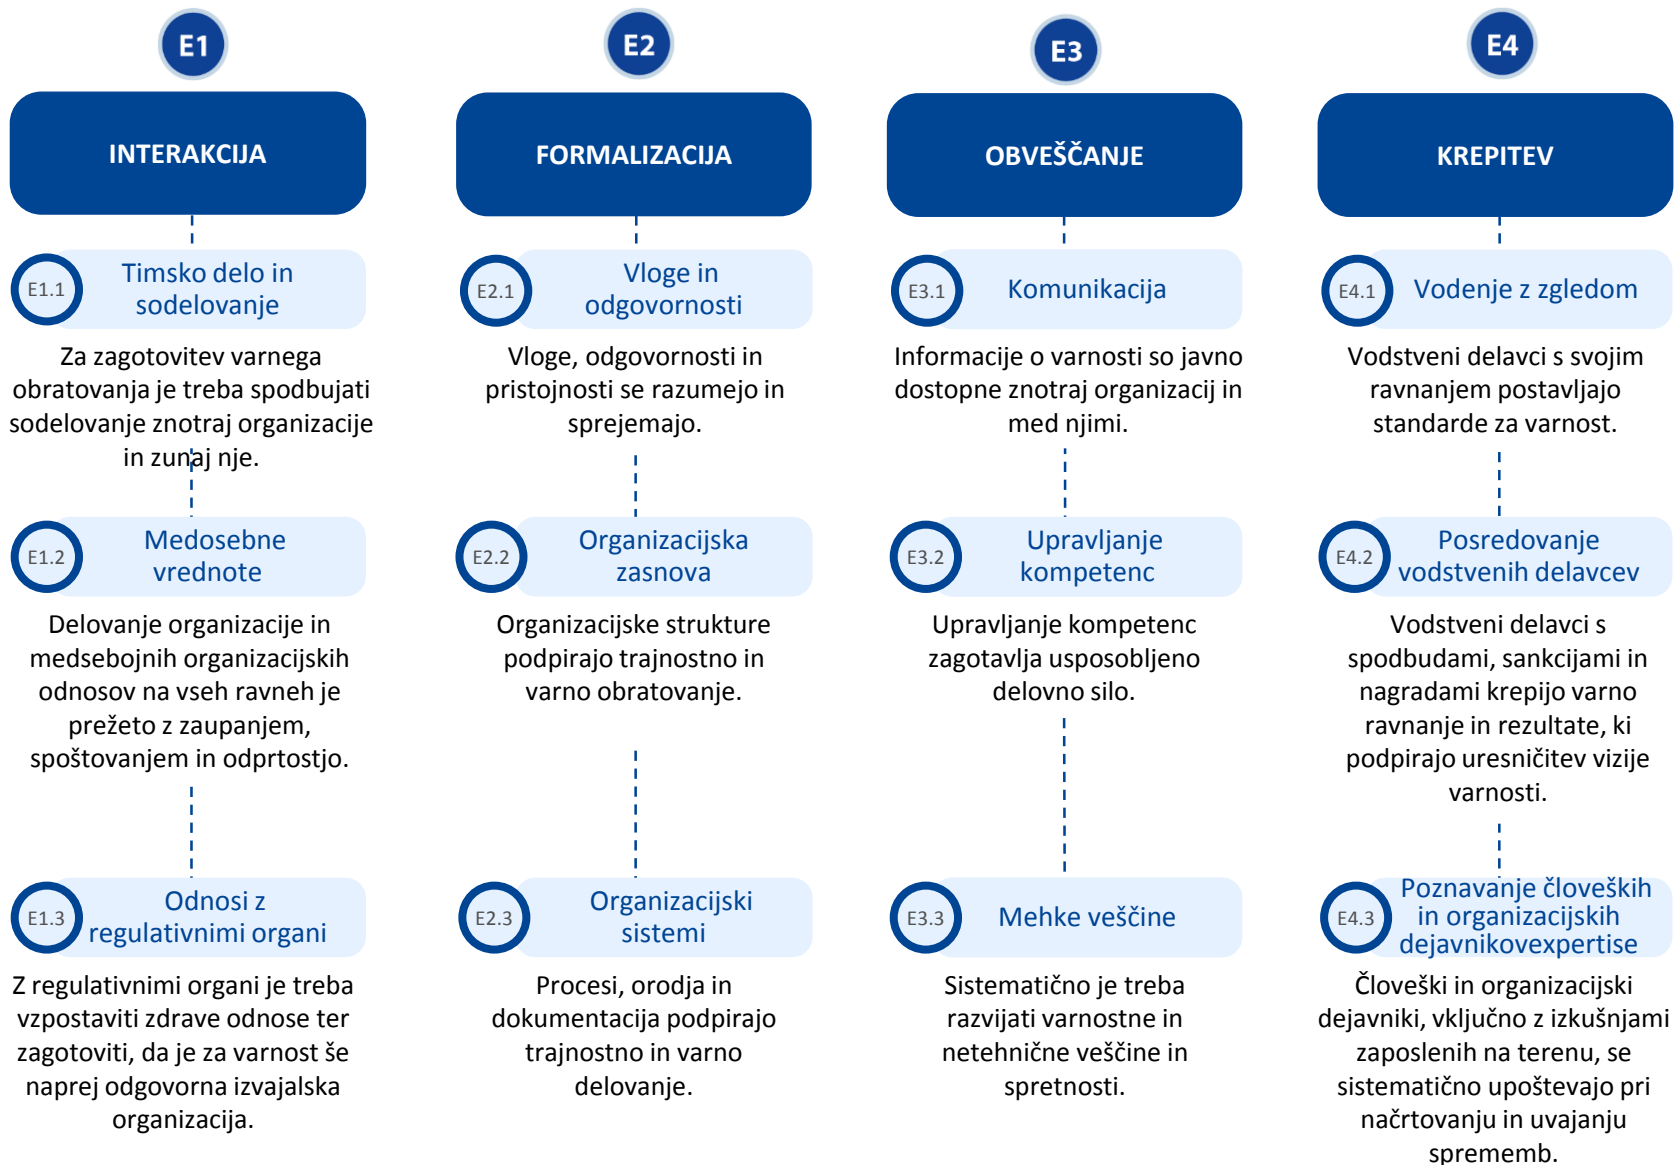 E1
INTERAKCIJA
E1.1
Timsko delo in
sodelovanje
Za zagotovitev varnega
obratovanja je treba spodbujati
sodelovanje znotraj organizacije
in zunaj nje.
E1.2
Medosebne
vrednote
Delovanje organizacije in
medsebojnih organizacijskih
odnosov na vseh ravneh je
prežeto z zaupanjem,
spoštovanjem in odprtostjo.
E1.3
Odnosi z
regulativnimi organi
Z regulativnimi organi je treba
vzpostaviti zdrave odnose ter
zagotoviti, da je za varnost še
naprej odgovorna izvajalska
organizacija.
E2
FORMALIZACIJA
E2.1
Vloge in
odgovornosti
Vloge, odgovornosti in
pristojnosti se razumejo in
sprejemajo.
E2.2
Organizacijska
zasnova
Organizacijske strukture
podpirajo trajnostno in
varno obratovanje.
E2.3
Organizacijski
sistemi
Procesi, orodja in
dokumentacija podpirajo
trajnostno in varno
delovanje.
E3
OBVEŠČANJE
E3.1
Komunikacija
Informacije o varnosti so javno
dostopne znotraj organizacij in
med njimi.
E3.2
Upravljanje
kompetenc
Upravljanje kompetenc
zagotavlja usposobljeno
delovno silo.
E3.3
Mehke veščine
Sistematično je treba
razvijati varnostne in
netehnične veščine in
spretnosti.
E4
KREPITEV
E4.1
Vodenje z zgledom
Vodstveni delavci s svojim
ravnanjem postavljajo
standarde za varnost.
E4.2
Posredovanje
vodstvenih delavcev
Vodstveni delavci s
spodbudami, sankcijami in
nagradami krepijo varno
ravnanje in rezultate, ki
podpirajo uresničitev vizije
varnosti.
E4.3
Poznavanje človeških
in organizacijskih
dejavnikovexpertise
Človeški in organizacijski
dejavniki, vključno z izkušnjami
zaposlenih na terenu, se
sistematično upoštevajo pri
načrtovanju in uvajanju
sprememb.